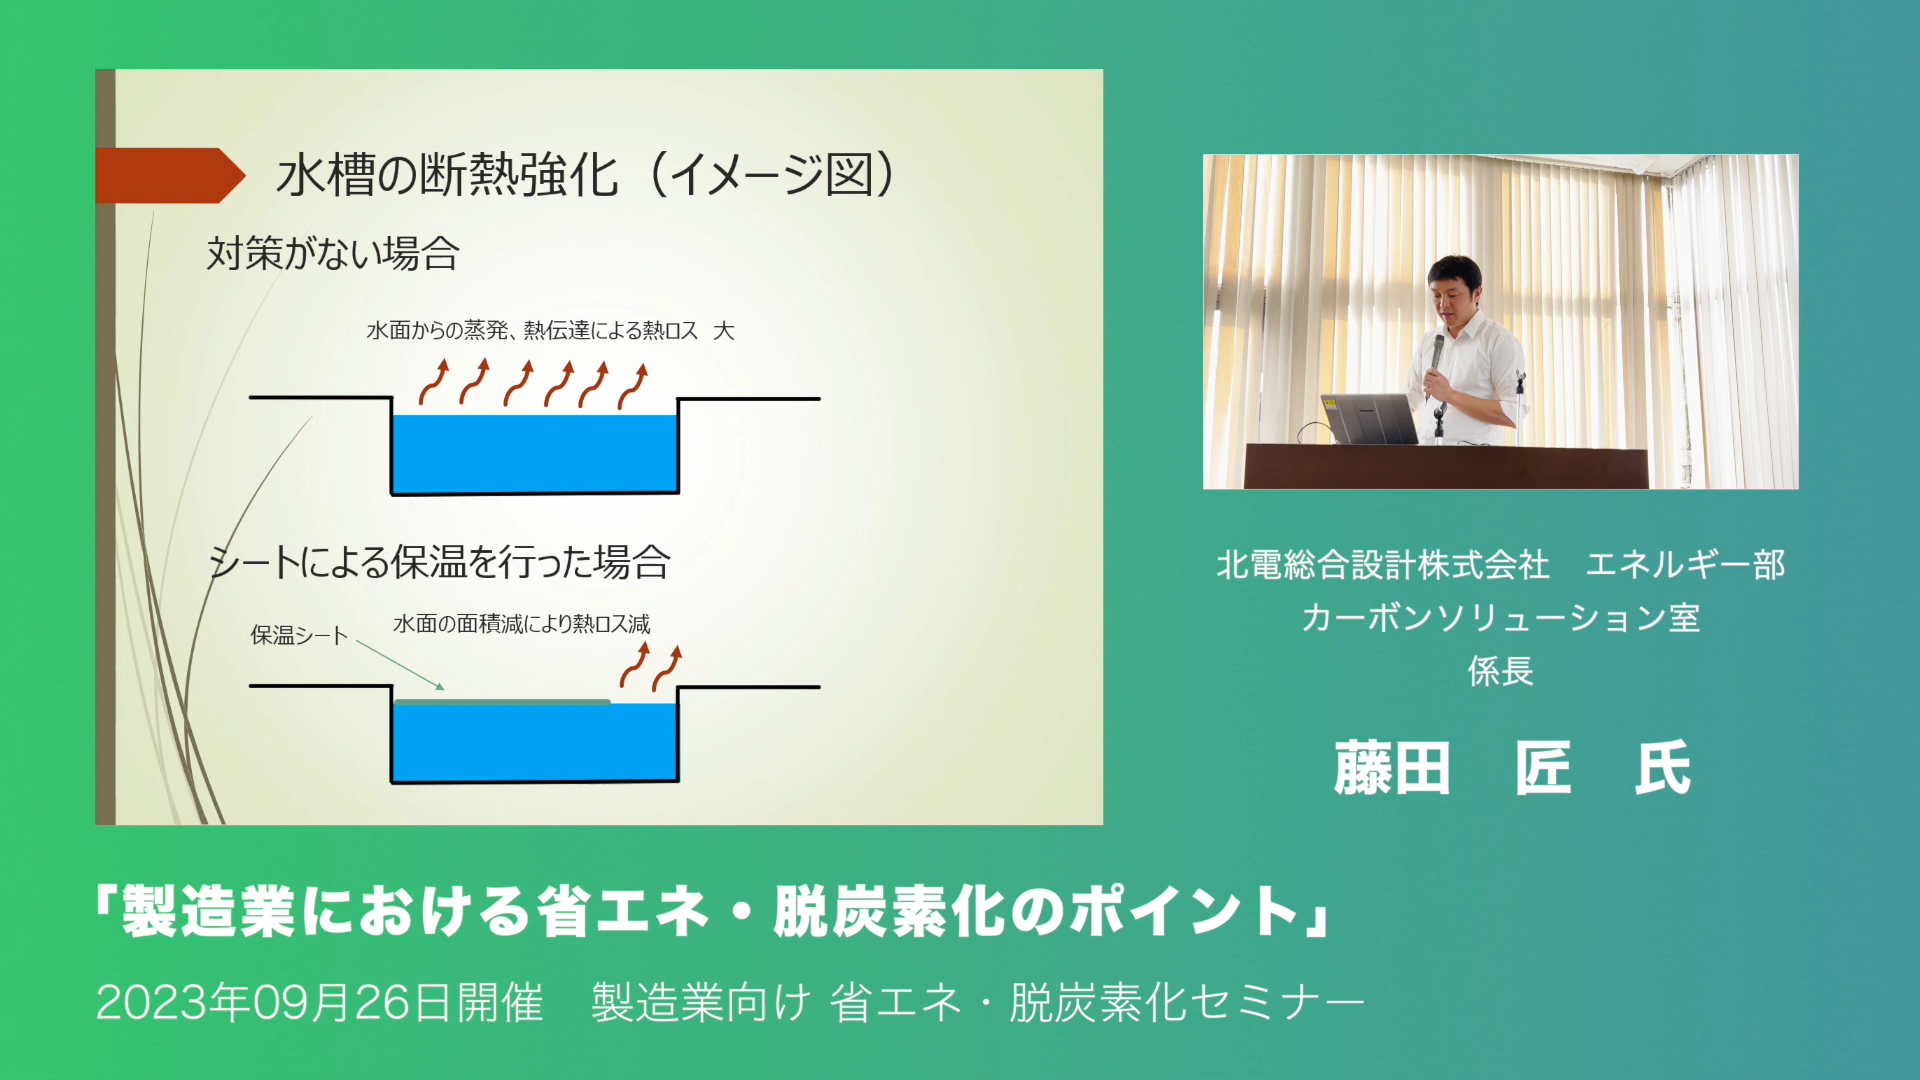 水槽の断熱強化（イメージ図）
対策がない場合
水面からの蒸発、熱伝達による熱ロス　大
シートによる保温を行った場合
保温シート
水面の面積減により熱ロス減
北電総合設計株式会社　エネルギー部
カーボンソリューション室
係長
藤田　匠　氏
「製造業における省エネ・脱炭素化のポイント」
2023年09月26日開催　製造業向け 省エネ・脱炭素化セミナー